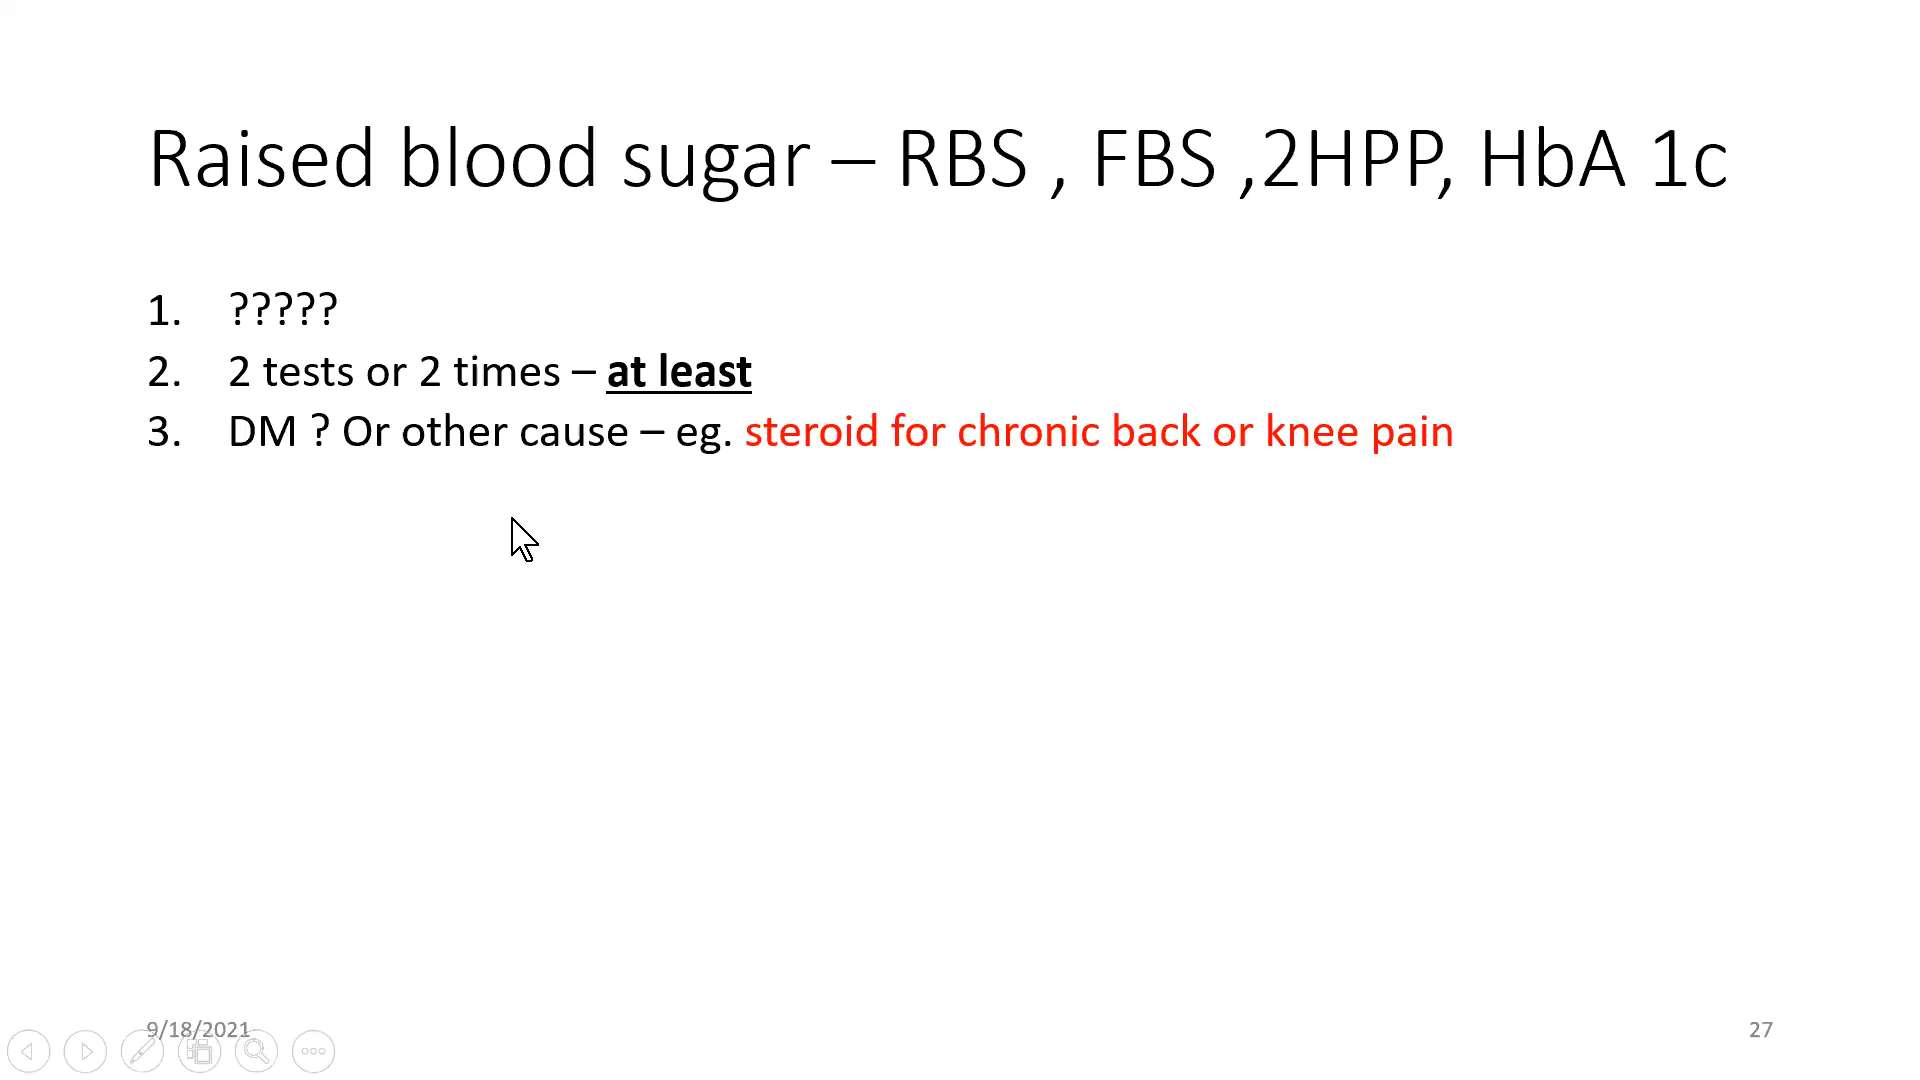 Raised blood sugar – RBS , FBS ,2HPP, HbA 1c
1. ?????
2. 2 tests or 2 times – at least
3. DM ? Or other cause – eg. steroid for chronic back or knee pain
9/18/2021
27